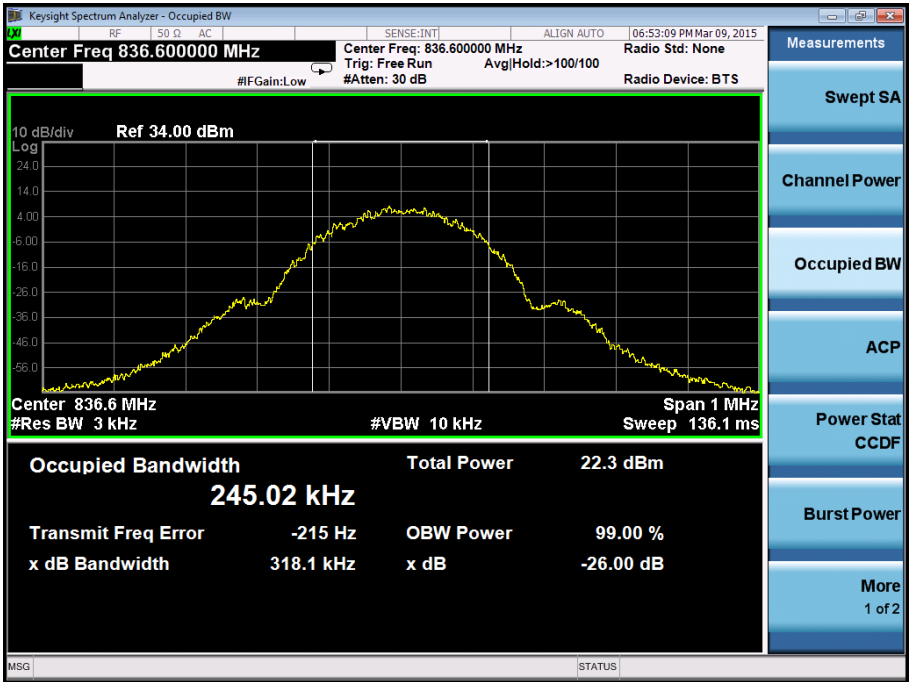 Keysight Spectrum Analyzer - Occupied BW
LXI RF 50 Ω AC SENSE:INT ALIGN AUTO 06:53:09 PM Mar 09, 2015
Center Freq 836.600000 MHz
Center Freq: 836.600000 MHz Radio Std: None
Trig: Free Run Avg|Hold:>100/100
#IFGain:Low #Atten: 30 dB Radio Device: BTS
10 dB/div Ref 34.00 dBm
Log
24.0
14.0
4.00
-6.00
-16.0
-26.0
-36.0
-46.0
-56.0
Center 836.6 MHz Span 1 MHz
#Res BW 3 kHz #VBW 10 kHz Sweep 136.1 ms
Occupied Bandwidth Total Power 22.3 dBm
245.02 kHz
Transmit Freq Error -215 Hz OBW Power 99.00 %
x dB Bandwidth 318.1 kHz x dB -26.00 dB
MSG STATUS
Measurements
Swept SA
Channel Power
Occupied BW
ACP
Power Stat
CCDF
Burst Power
More
1 of 2